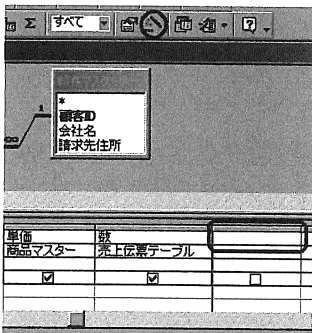 Σ すべて
*
顧客ID
会社名
請求先住所
1
∞
単価 数
商品マスター 売上伝票テーブル